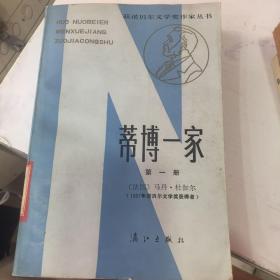 HUO NUOBEIER
WENXUEJIANG
ZUOJIACONGSHU
获诺贝尔文学奖作家丛书
蒂博一家
第一册
〔法国〕马丹·杜伽尔
(1937年诺贝尔文学奖获得者)
漓江出版社